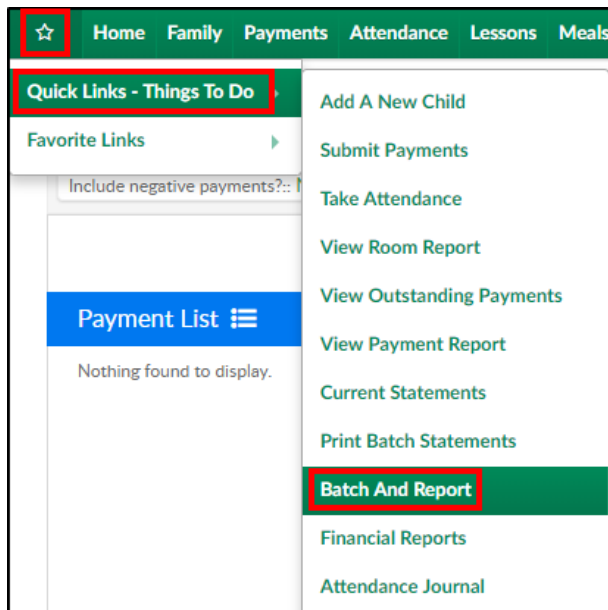 Home Family Payments Attendance Lessons Meals
Quick Links - Things To Do
Favorite Links
Add A New Child
Submit Payments
Take Attendance
View Room Report
View Outstanding Payments
View Payment Report
Current Statements
Print Batch Statements
Batch And Report
Financial Reports
Attendance Journal
Include negative payments?::
Payment List
Nothing found to display.